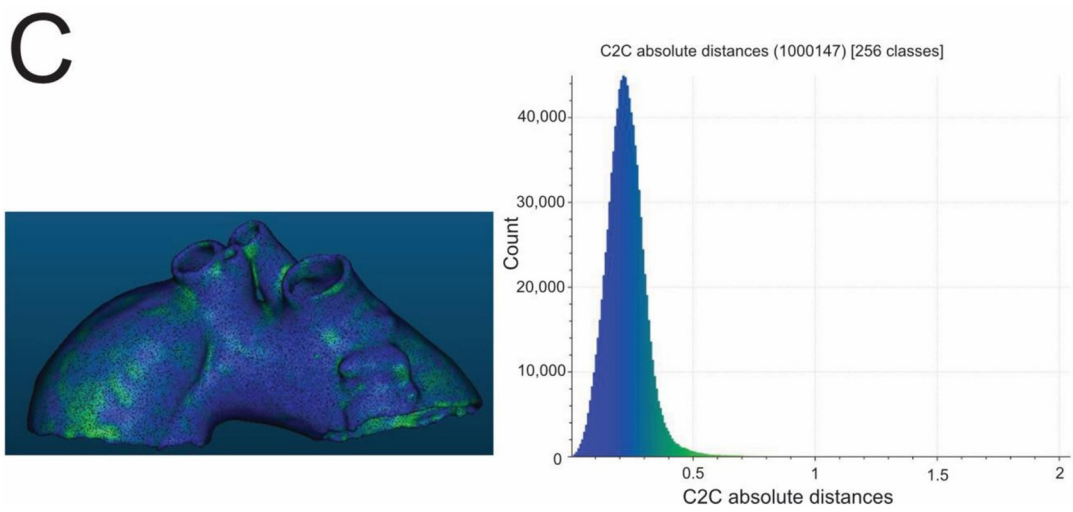 C
C2C absolute distances (1000147) [256 classes]
40,000
30,000
20,000
10,000
0
Count
0.5
1
1.5
2
C2C absolute distances